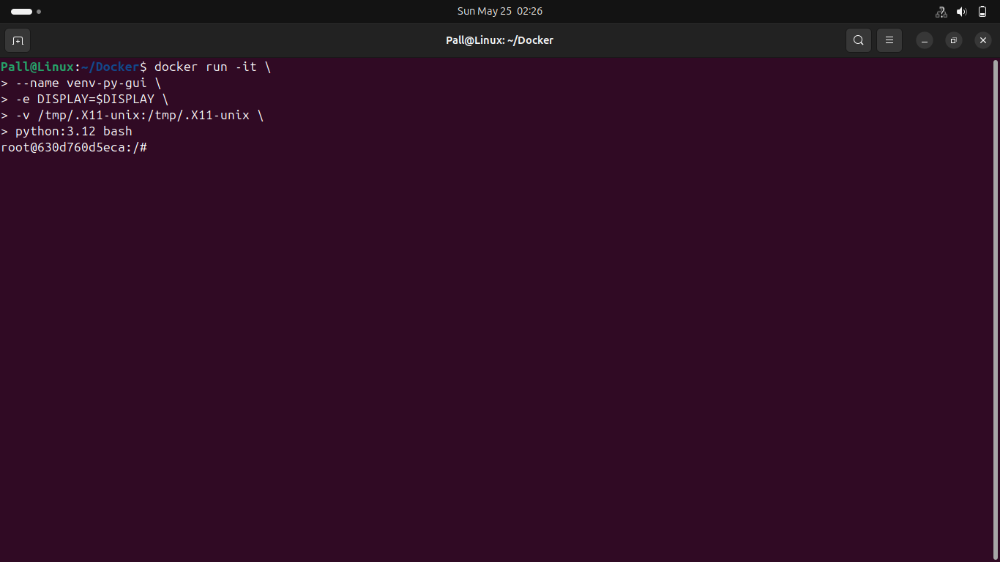 Sun May 25 02:26
Pall@Linux: ~/Docker
Pall@Linux:~/Docker$ docker run -it \
> --name venv-py-gui \
> -e DISPLAY=$DISPLAY \
> -v /tmp/.X11-unix:/tmp/.X11-unix \
> python:3.12 bash
root@630d760d5eca:/#